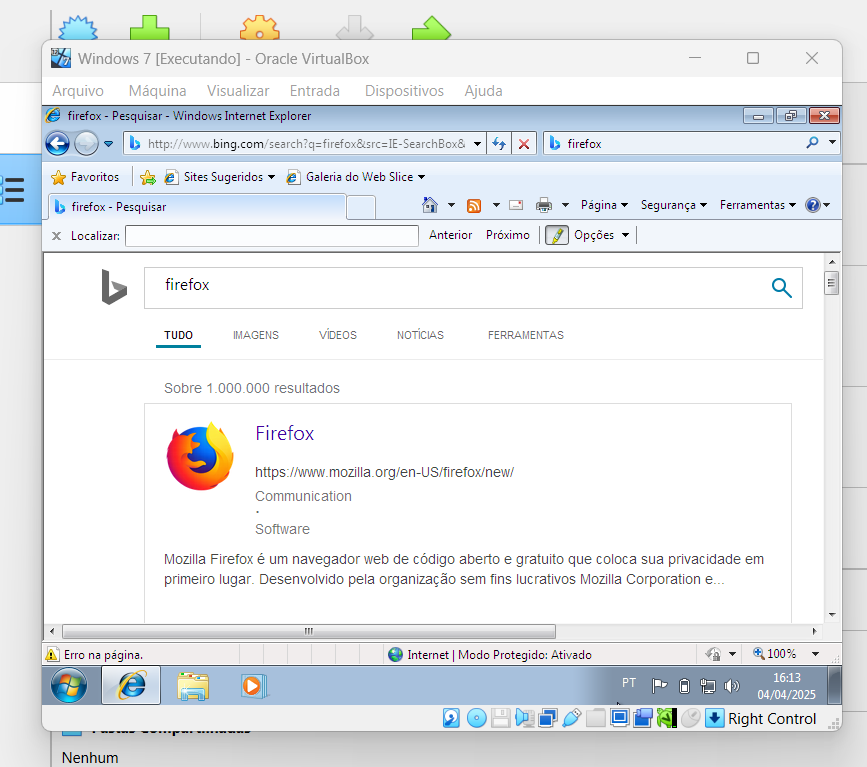 Windows 7 [Executando] - Oracle VirtualBox
Arquivo Máquina Visualizar Entrada Dispositivos Ajuda
firefox - Pesquisar - Windows Internet Explorer
http://www.bing.com/search?q=firefox&src=IE-SearchBox& firefox
Favoritos Sites Sugeridos Galeria do Web Slice
firefox - Pesquisar Página Segurança Ferramentas
Localizar: Anterior Próximo Opções
firefox
TUDO IMAGENS VÍDEOS NOTÍCIAS FERRAMENTAS
Sobre 1.000.000 resultados
Firefox
https://www.mozilla.org/en-US/firefox/new/
Communication
·
Software
Mozilla Firefox é um navegador web de código aberto e gratuito que coloca sua privacidade em
primeiro lugar. Desenvolvido pela organização sem fins lucrativos Mozilla Corporation e...
Erro na página. Internet | Modo Protegido: Ativado 100%
PT 16:13
04/04/2025
Right Control
Nenhum